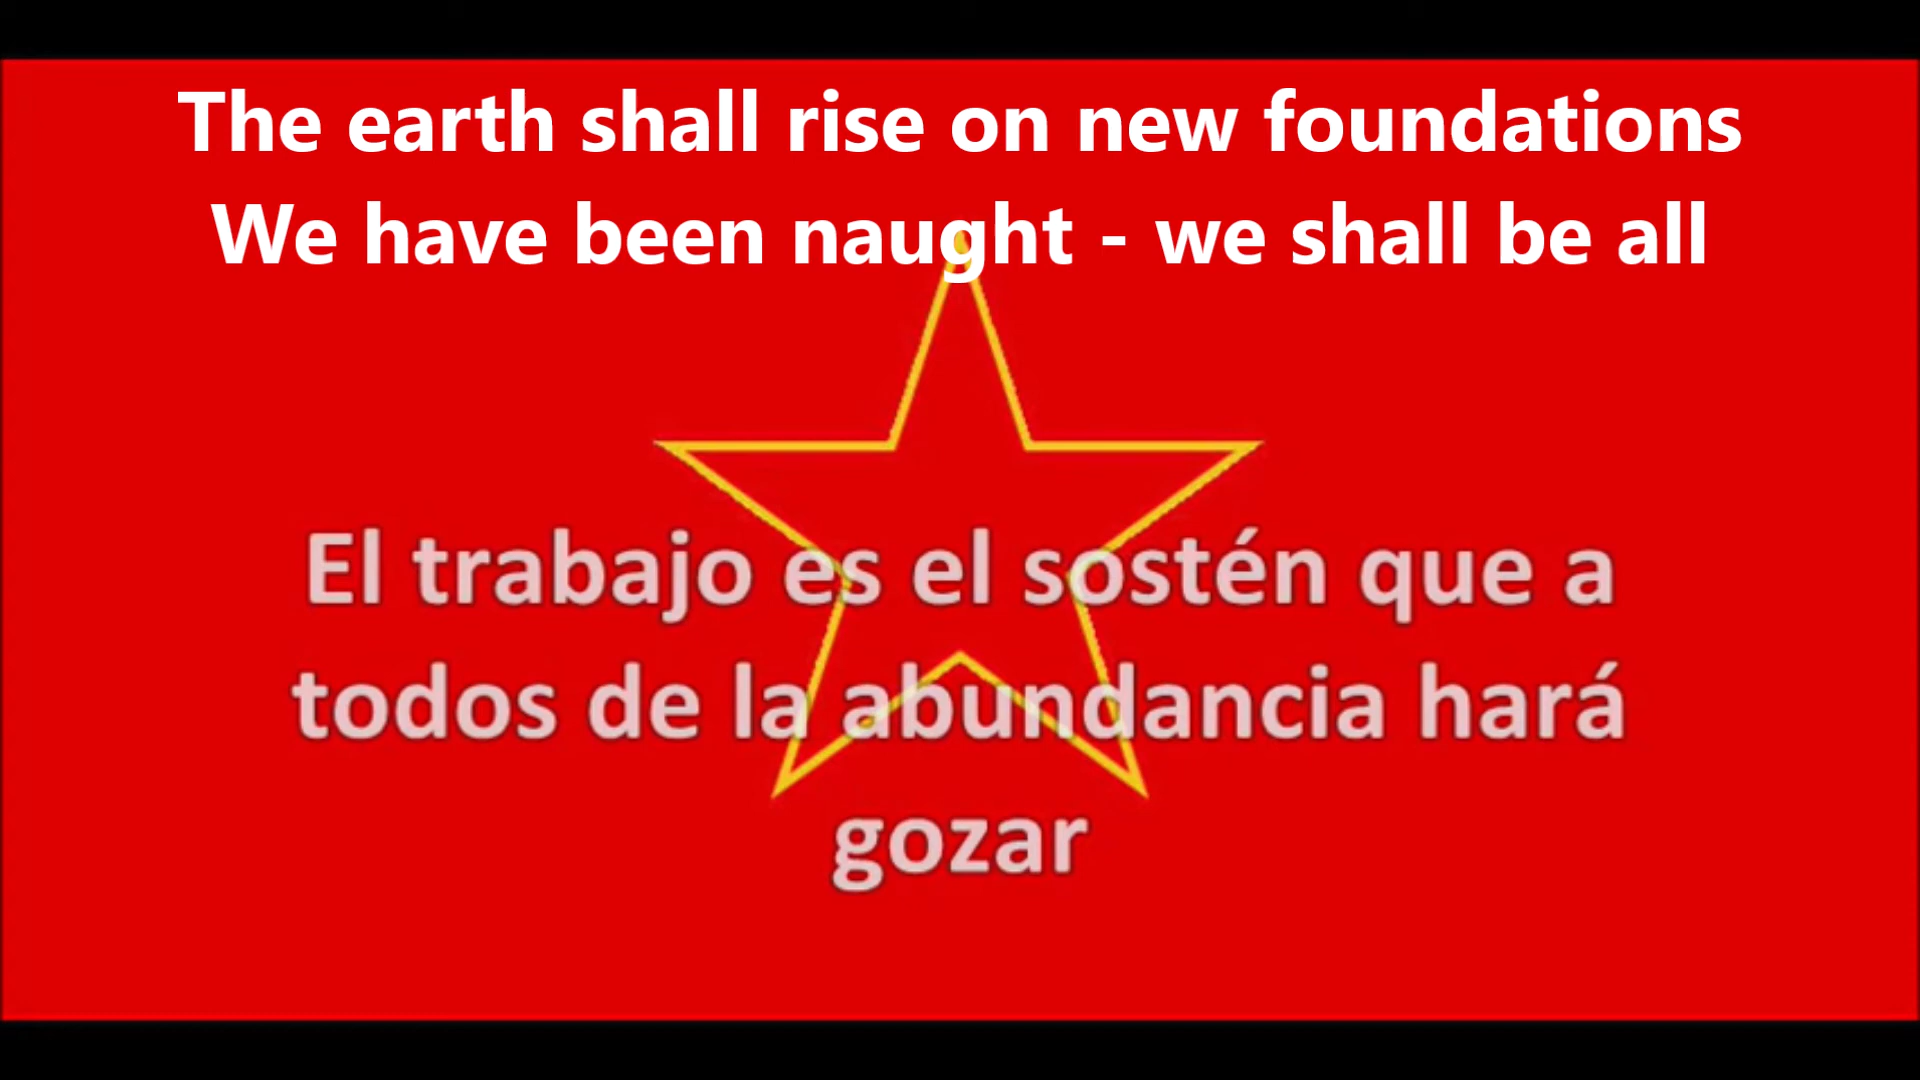 The earth shall rise on new foundations
We have been naught - we shall be all
El trabajo es el sostén que a
todos de la abundancia hará
gozar